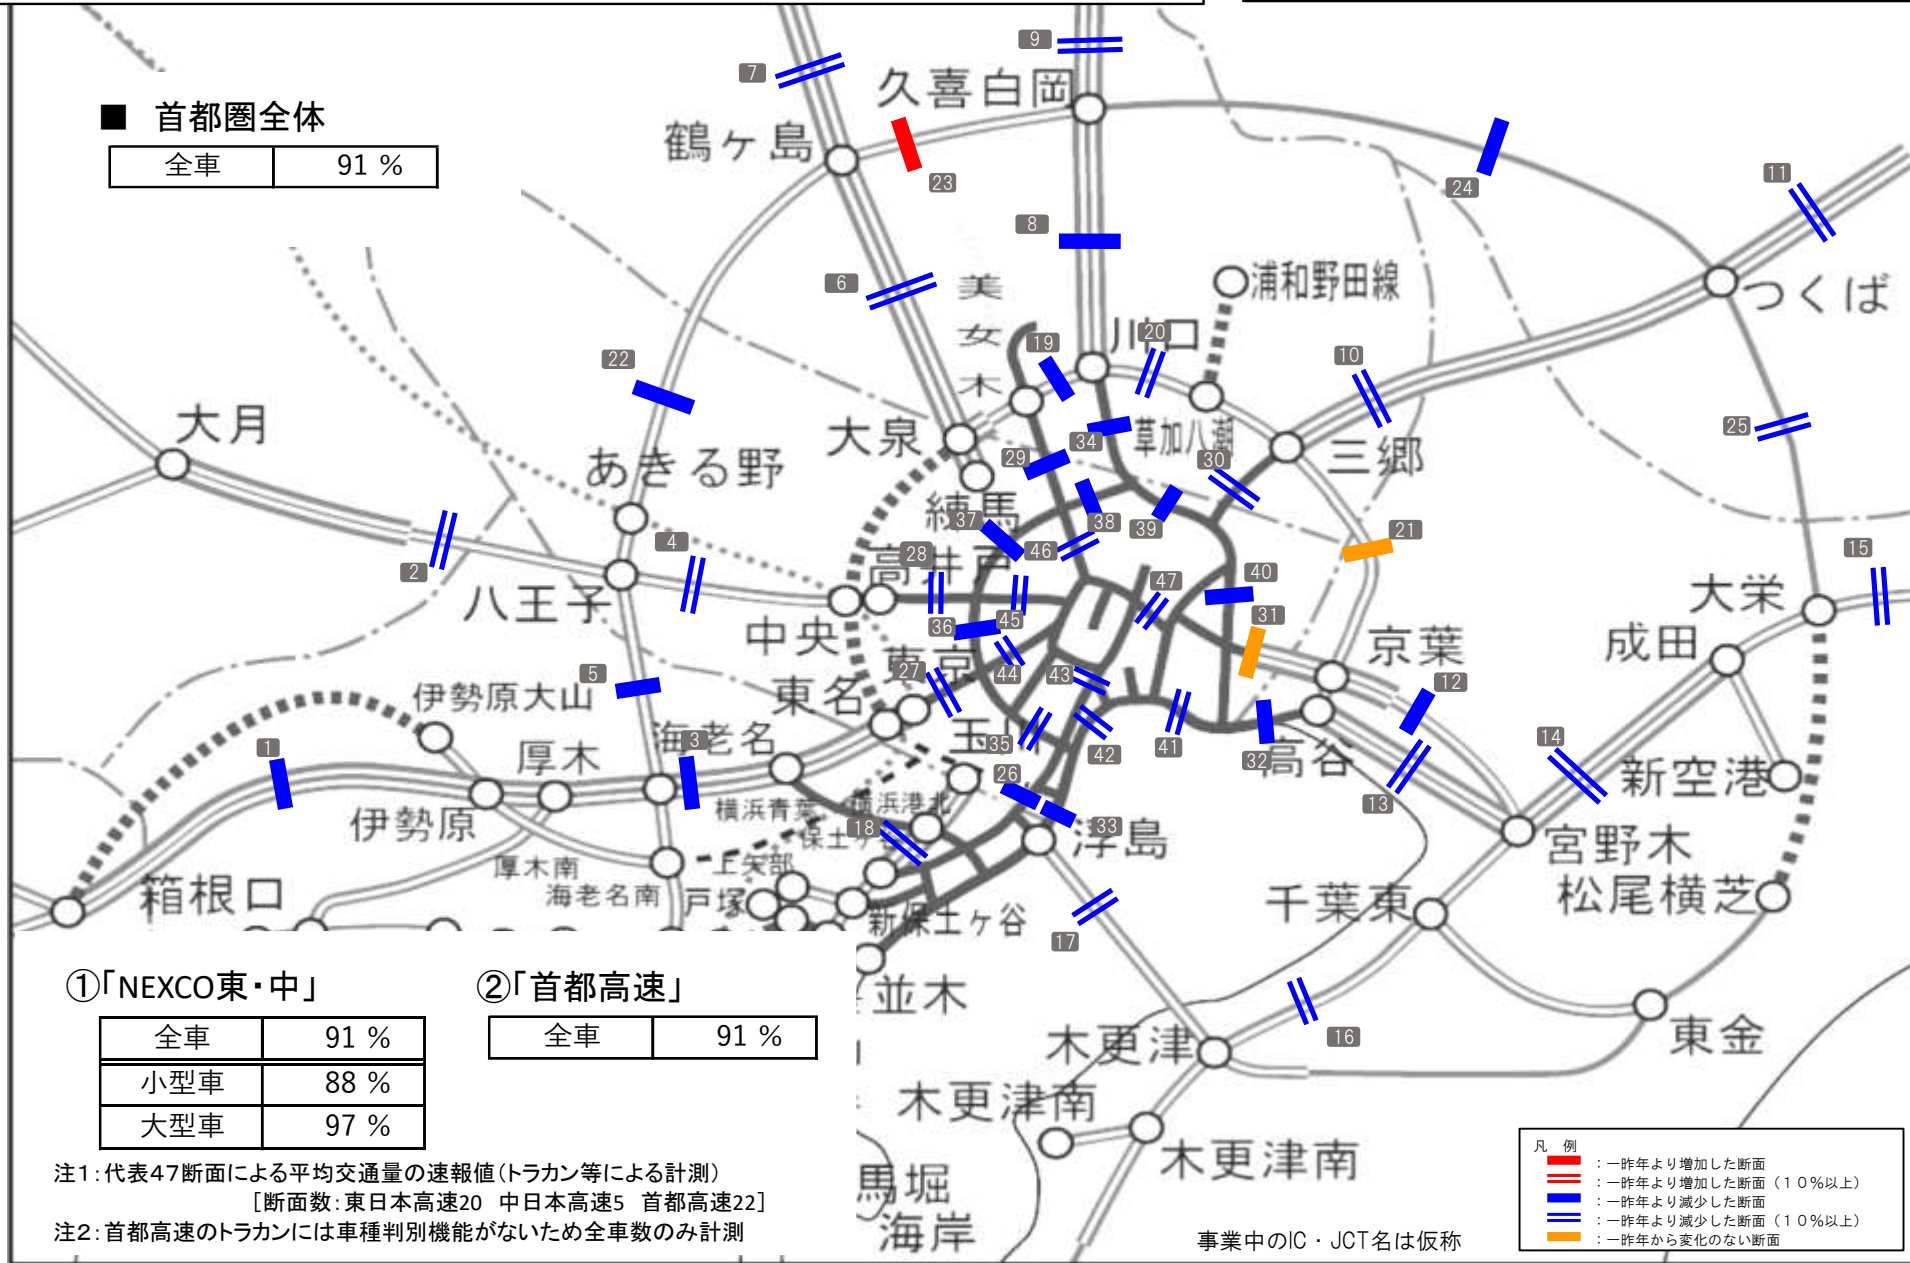 ■ 首都圏全体
全車 91 %
7
9
久喜白岡
鶴ヶ島
23
24
11
8
6
美女木
浦和野田線
つくば
川口
19
20
10
22
大月
あきる野
大泉
34
草加八潮
29
30
三郷
25
練馬
37
38
39
21
2
4
28
高井戸
46
47
40
15
八王子
大栄
中央
36
45
31
京葉
成田
5
伊勢原大山
東京
27
44
43
12
東名
1
厚木
海老名
3
玉川
35
42
41
32
高谷
14
新空港
26
13
伊勢原
横浜青葉
横浜港北
18
保土ヶ谷
33
浮島
宮野木
厚木南
上矢部
箱根口
海老名南
戸塚
新保土ヶ谷
17
千葉東
松尾横芝
並木
16
木更津
東金
木更津南
木更津南
馬堀
海岸
①「NEXCO東・中」
全車 91 %
小型車 88 %
大型車 97 %
②「首都高速」
全車 91 %
注1：代表47断面による平均交通量の速報値（トラカン等による計測）
［断面数：東日本高速20 中日本高速5 首都高速22］
注2：首都高速のトラカンには車種判別機能がないため全車数のみ計測
事業中のIC・JCT名は仮称
凡 例
：一昨年より増加した断面
：一昨年より増加した断面（１０％以上）
：一昨年より減少した断面
：一昨年より減少した断面（１０％以上）
：一昨年から変化のない断面